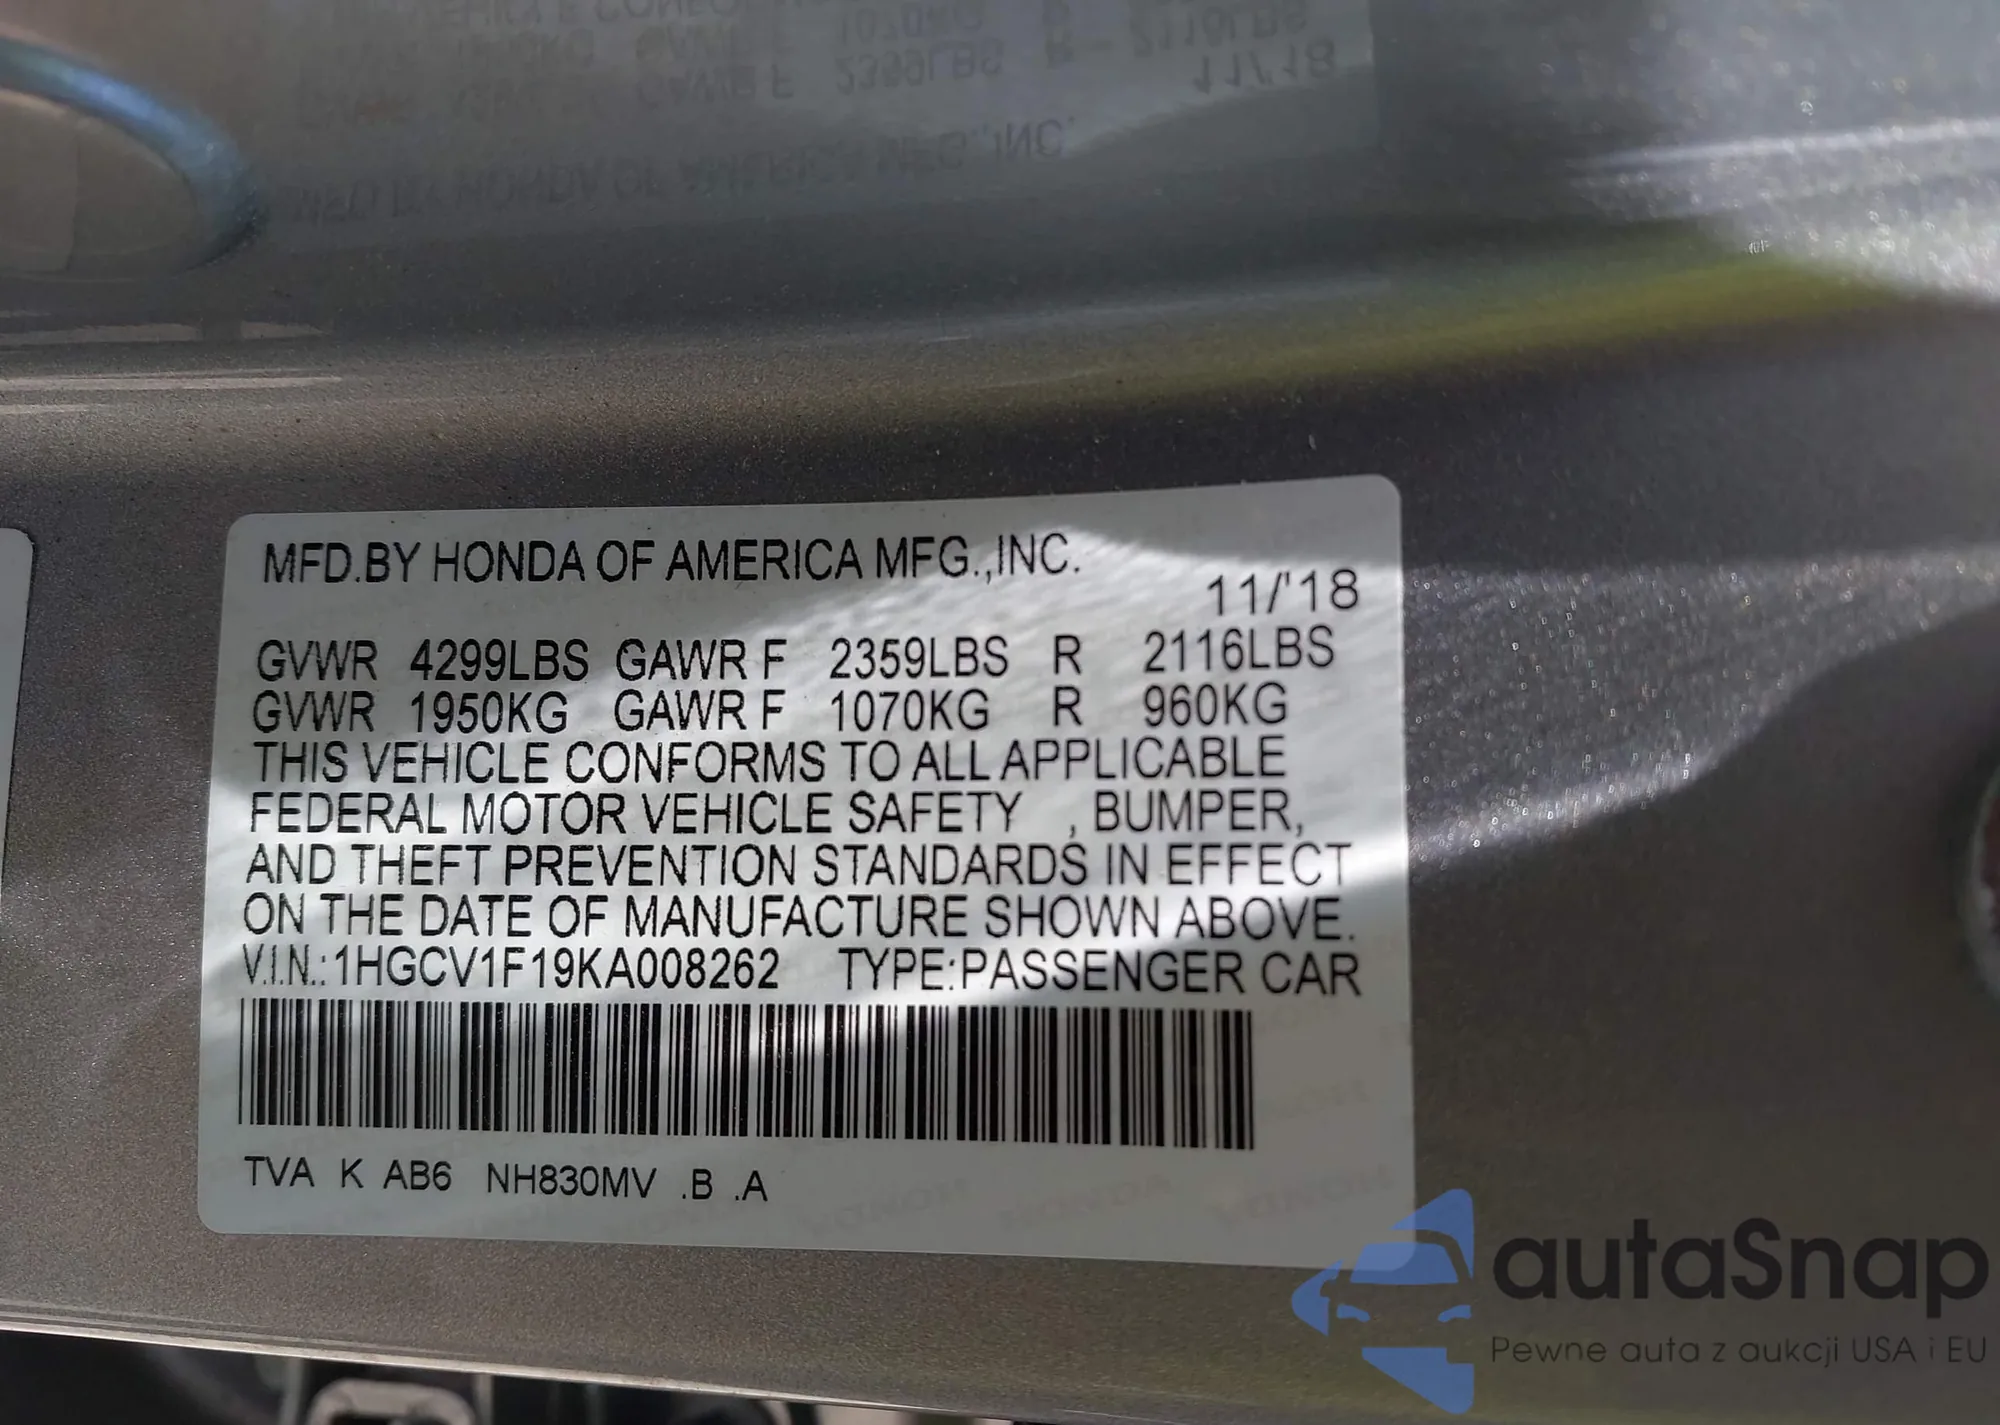 MFD.BY HONDA OF AMERICA MFG.,INC.
11/'18
GVWR 4299LBS GAWR F 2359LBS R 2116LBS
GVWR 1950KG GAWR F 1070KG R 960KG
THIS VEHICLE CONFORMS TO ALL APPLICABLE
FEDERAL MOTOR VEHICLE SAFETY , BUMPER,
AND THEFT PREVENTION STANDARDS IN EFFECT
ON THE DATE OF MANUFACTURE SHOWN ABOVE.
V.I.N.:1HGCV1F19KA008262 TYPE:PASSENGER CAR
TVA K AB6 NH830MV .B .A
autaSnap
Pewne auta z aukcji USA i EU